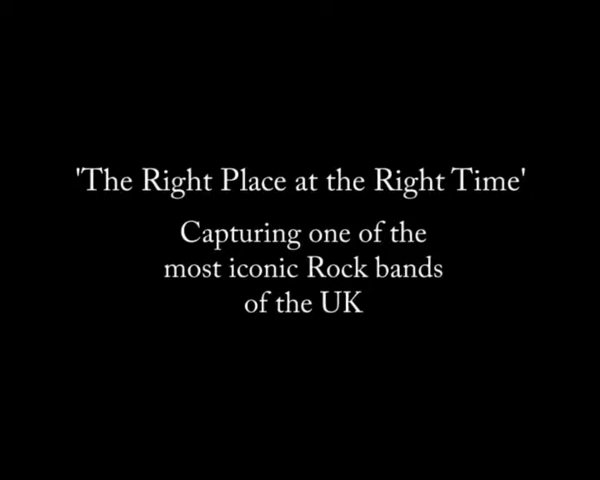 'The Right Place at the Right Time'
Capturing one of the
most iconic Rock bands
of the UK